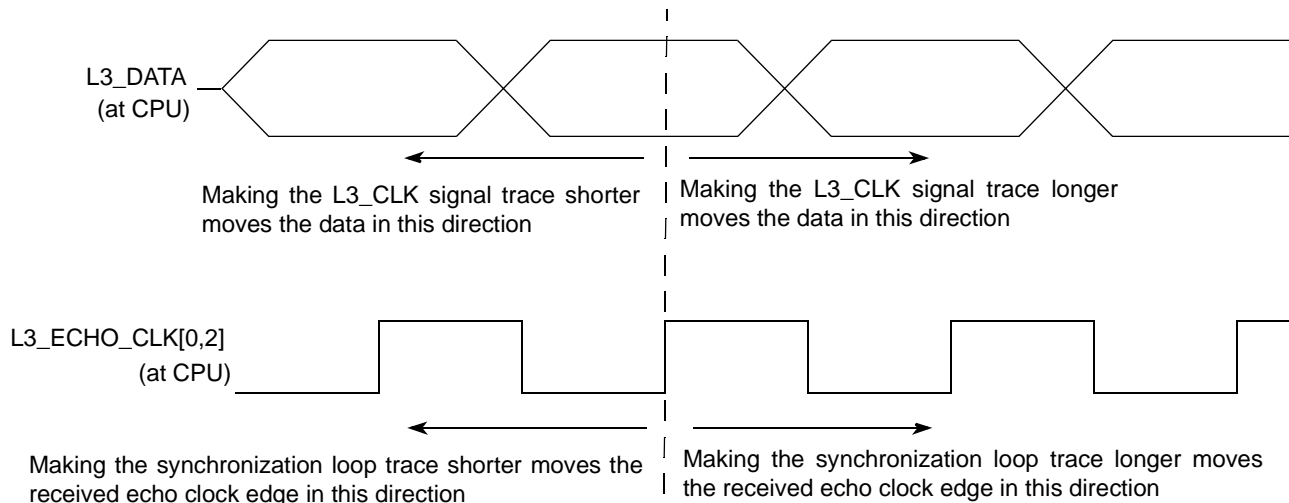 L3_DATA
(at CPU)
Making the L3_CLK signal trace shorter
moves the data in this direction
Making the L3_CLK signal trace longer
moves the data in this direction
L3_ECHO_CLK[0,2]
(at CPU)
Making the synchronization loop trace shorter moves the
received echo clock edge in this direction
Making the synchronization loop trace longer moves
the received echo clock edge in this direction